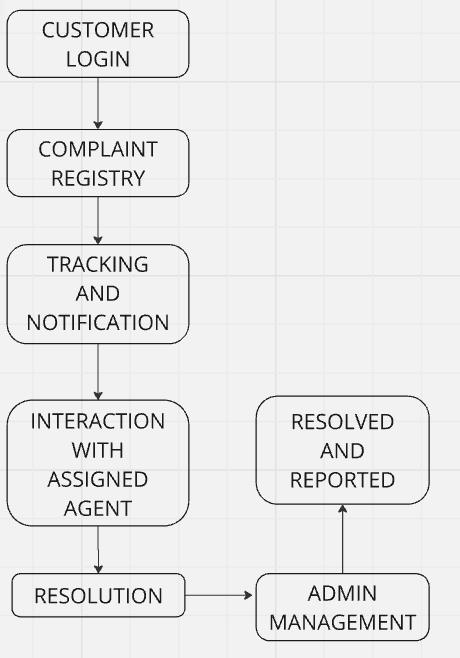 CUSTOMER
LOGIN
COMPLAINT
REGISTRY
TRACKING
AND
NOTIFICATION
INTERACTION
WITH
ASSIGNED
AGENT
RESOLUTION
ADMIN
MANAGEMENT
RESOLVED
AND
REPORTED